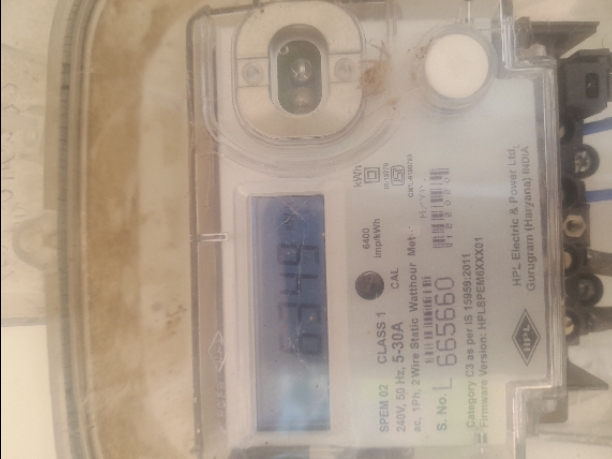 kWh
6400
imp/kWh
SPEM 02 CLASS 1 CAL
240V, 50 Hz, 5-30A
ac, 1Ph, 2 Wire Static Watthour
S. No. L 665660
Category C3 as per IS 15959:2011
Firmware Version: HPLSPEM6XXX01
HPL
HPL Electric & Power Ltd.
Gurugram (Haryana) INDIA